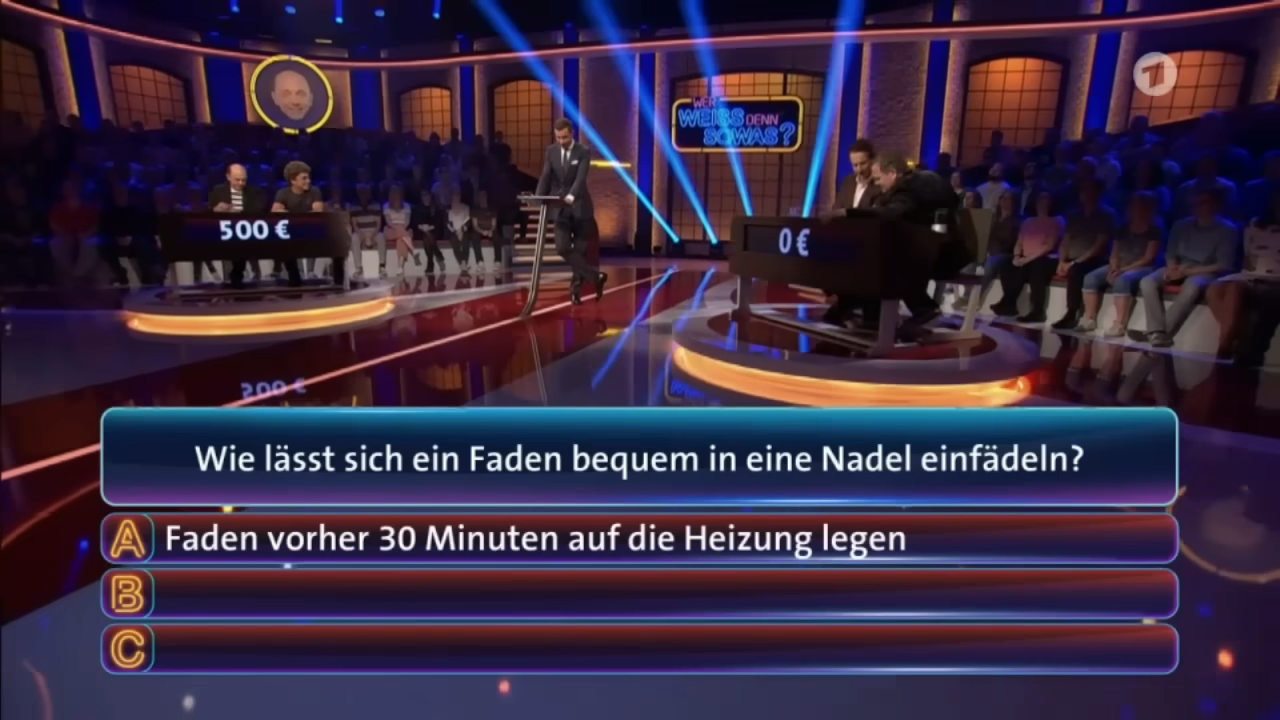 1
WER
WEISS DENN
SOWAS?
500 €
0 €
Wie lässt sich ein Faden bequem in eine Nadel einfädeln?
A Faden vorher 30 Minuten auf die Heizung legen
B
C